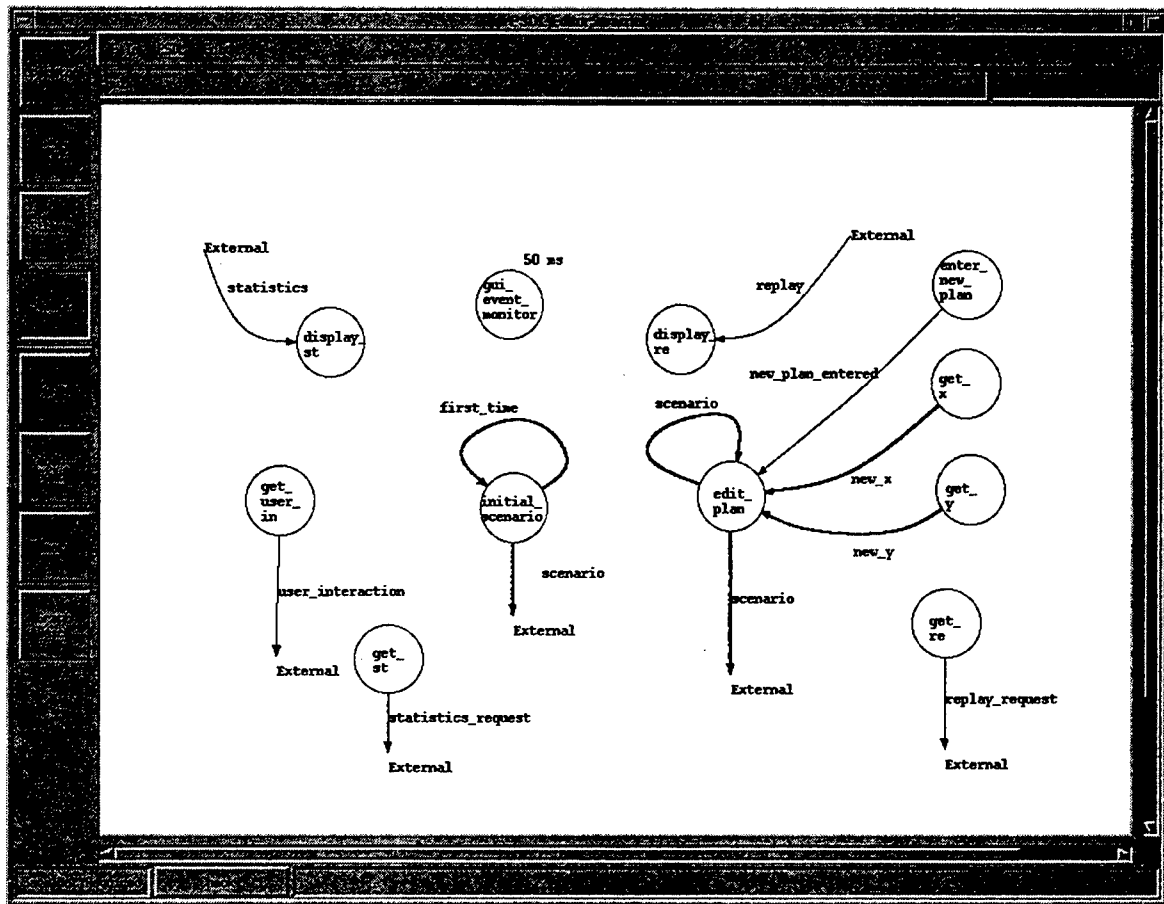 External
statistics
display_
st
50 ms
gui_
event_
monitor
External
replay
display_
re
enter_
new_
plan
new_plan_entered
get_
x
first_time
scenario
new_x
get_
user_
in
initial_
scenario
edit_
plan
get_
y
new_y
scenario
user_interaction
External
scenario
get_
re
get_
st
External
External
replay_request
statistics_request
External
External